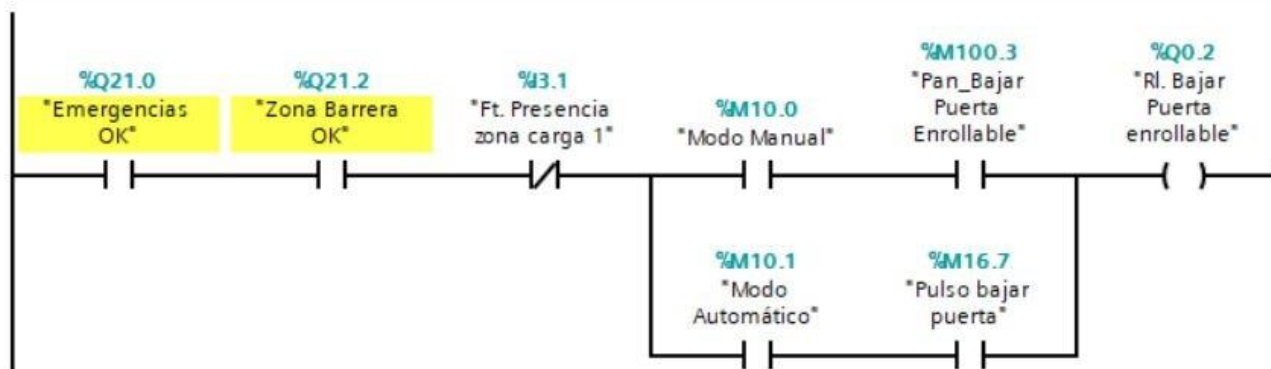 %Q21.0
"Emergencias
OK"
%Q21.2
"Zona Barrera
OK"
%I3.1
"Ft. Presencia
zona carga 1"
%M10.0
"Modo Manual"
%M100.3
"Pan_Bajar
Puerta
Enrollable"
%Q0.2
"Rl. Bajar
Puerta
enrollable"
%M10.1
"Modo
Automático"
%M16.7
"Pulso bajar
puerta"